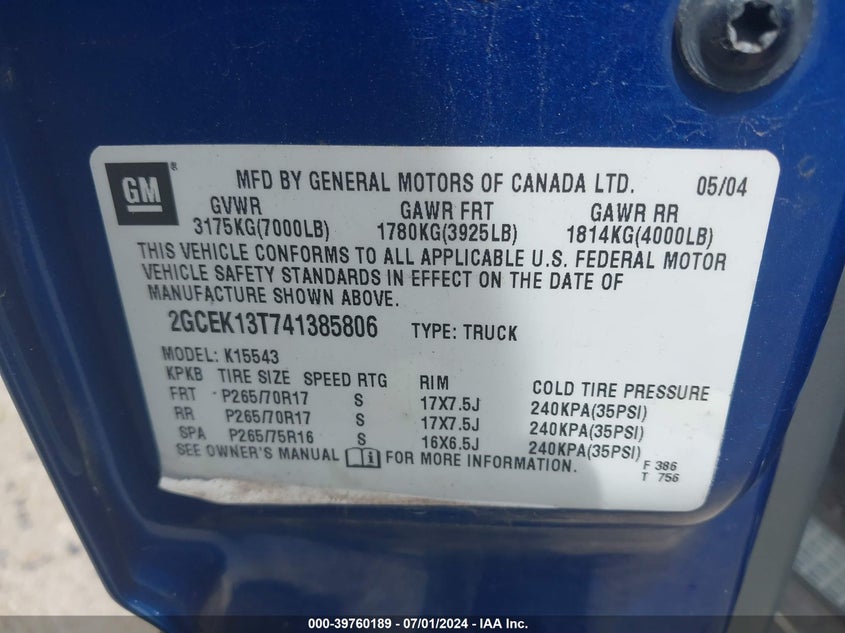 GM ®
MFD BY GENERAL MOTORS OF CANADA LTD. 05/04
GVWR GAWR FRT GAWR RR
3175KG(7000LB) 1780KG(3925LB) 1814KG(4000LB)
THIS VEHICLE CONFORMS TO ALL APPLICABLE U.S. FEDERAL MOTOR
VEHICLE SAFETY STANDARDS IN EFFECT ON THE DATE OF
MANUFACTURE SHOWN ABOVE.
2GCEK13T741385806 TYPE: TRUCK
MODEL: K15543
KPKB TIRE SIZE SPEED RTG RIM COLD TIRE PRESSURE
FRT P265/70R17 S 17X7.5J 240KPA(35PSI)
RR P265/70R17 S 17X7.5J 240KPA(35PSI)
SPA P265/75R16 S 16X6.5J 240KPA(35PSI)
SEE OWNER'S MANUAL FOR MORE INFORMATION.
F 386
T 756
000-39760189 - 07/01/2024 - IAA Inc.